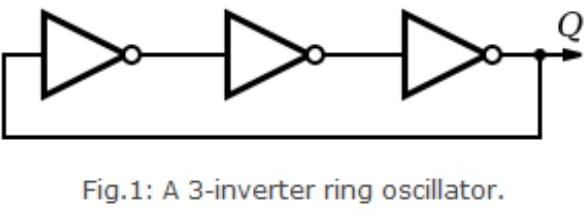 Q
Fig.1: A 3-inverter ring oscillator.